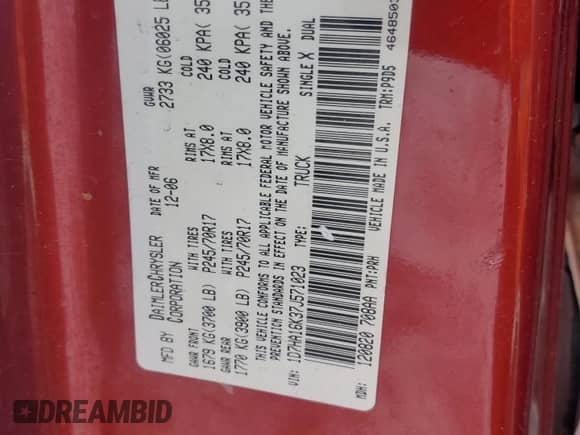 MFD BY DAIMLERCHRYSLER CORPORATION DATE OF MFR 12-06 GVWR 2733 KG(06025
GAWR FRONT WITH TIRES RIMS AT COLD
1679 KG(3700 LB) P245/70R17 17X8.0 240 KPA( 35
GAWR REAR WITH TIRES RIMS AT COLD
1770 KG(3900 LB) P245/70R17 17X8.0 240 KPA( 35
THIS VEHICLE CONFORMS TO ALL APPLICABLE FEDERAL MOTOR VEHICLE SAFETY AND THE
PREVENTION STANDARDS IN EFFECT ON THE DATE OF MANUFACTURE SHOWN ABOVE.
VIN: 1D7HA16K37J571023 TYPE: TRUCK SINGLE X DUAL
MDH: 120820 708AA PNT:PRH VEHICLE MADE IN U.S.A. TRM:P9D5
DREAMBID